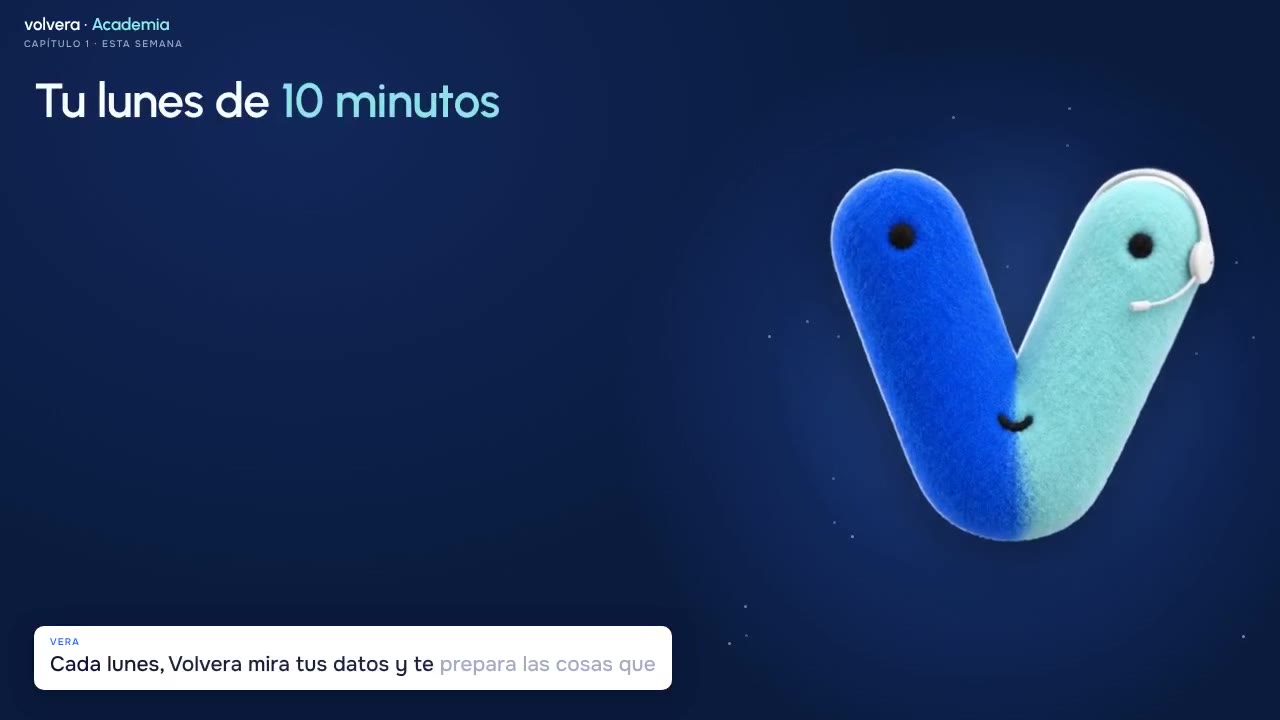 volvera · Academia
CAPÍTULO 1 · ESTA SEMANA
Tu lunes de 10 minutos
VERA
Cada lunes, Volvera mira tus datos y te prepara las cosas que